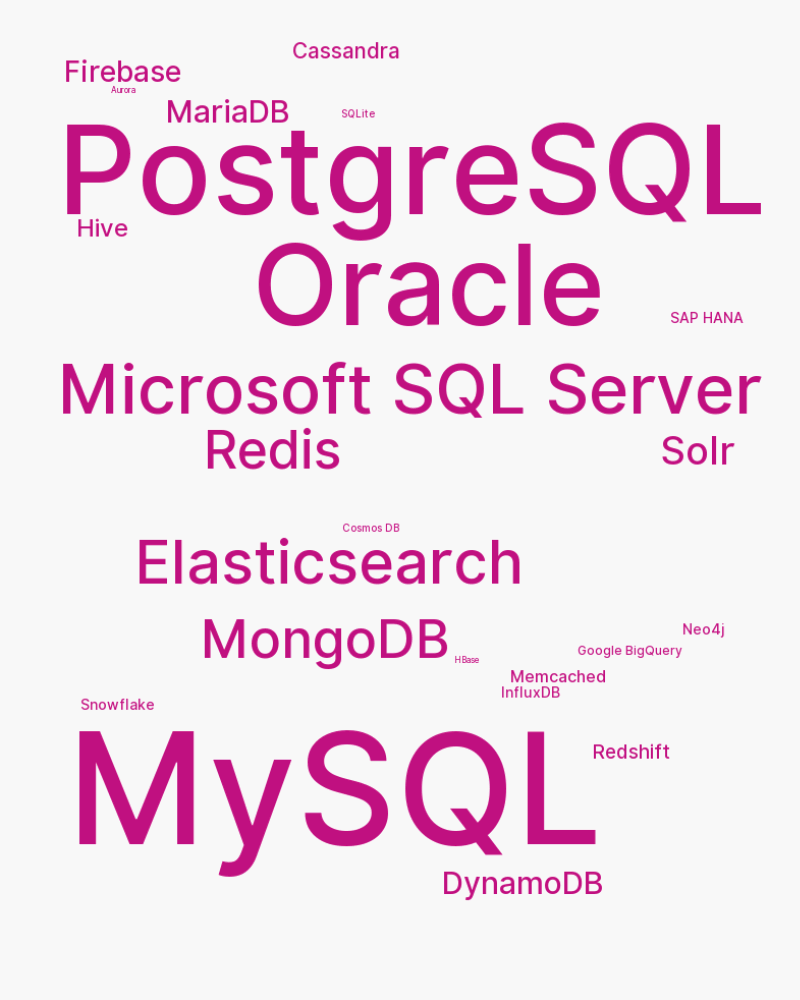 Cassandra
Firebase
Aurora
MariaDB
SQLite
PostgreSQL
Hive
Oracle
SAP HANA
Microsoft SQL Server
Redis
Solr
Cosmos DB
Elasticsearch
MongoDB
Neo4j
Google BigQuery
HBase
Memcached
InfluxDB
Snowflake
MySQL
Redshift
DynamoDB